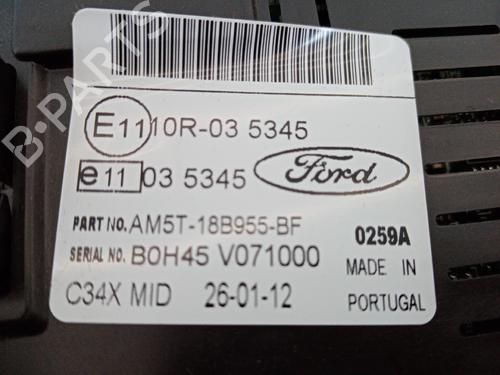 E11 10R-03 5345
e11 03 5345 Ford
PART NO. AM5T-18B955-BF 0259A
SERIAL NO. BOH45 V071000 MADE IN
C34X MID 26-01-12 PORTUGAL
B-PARTS